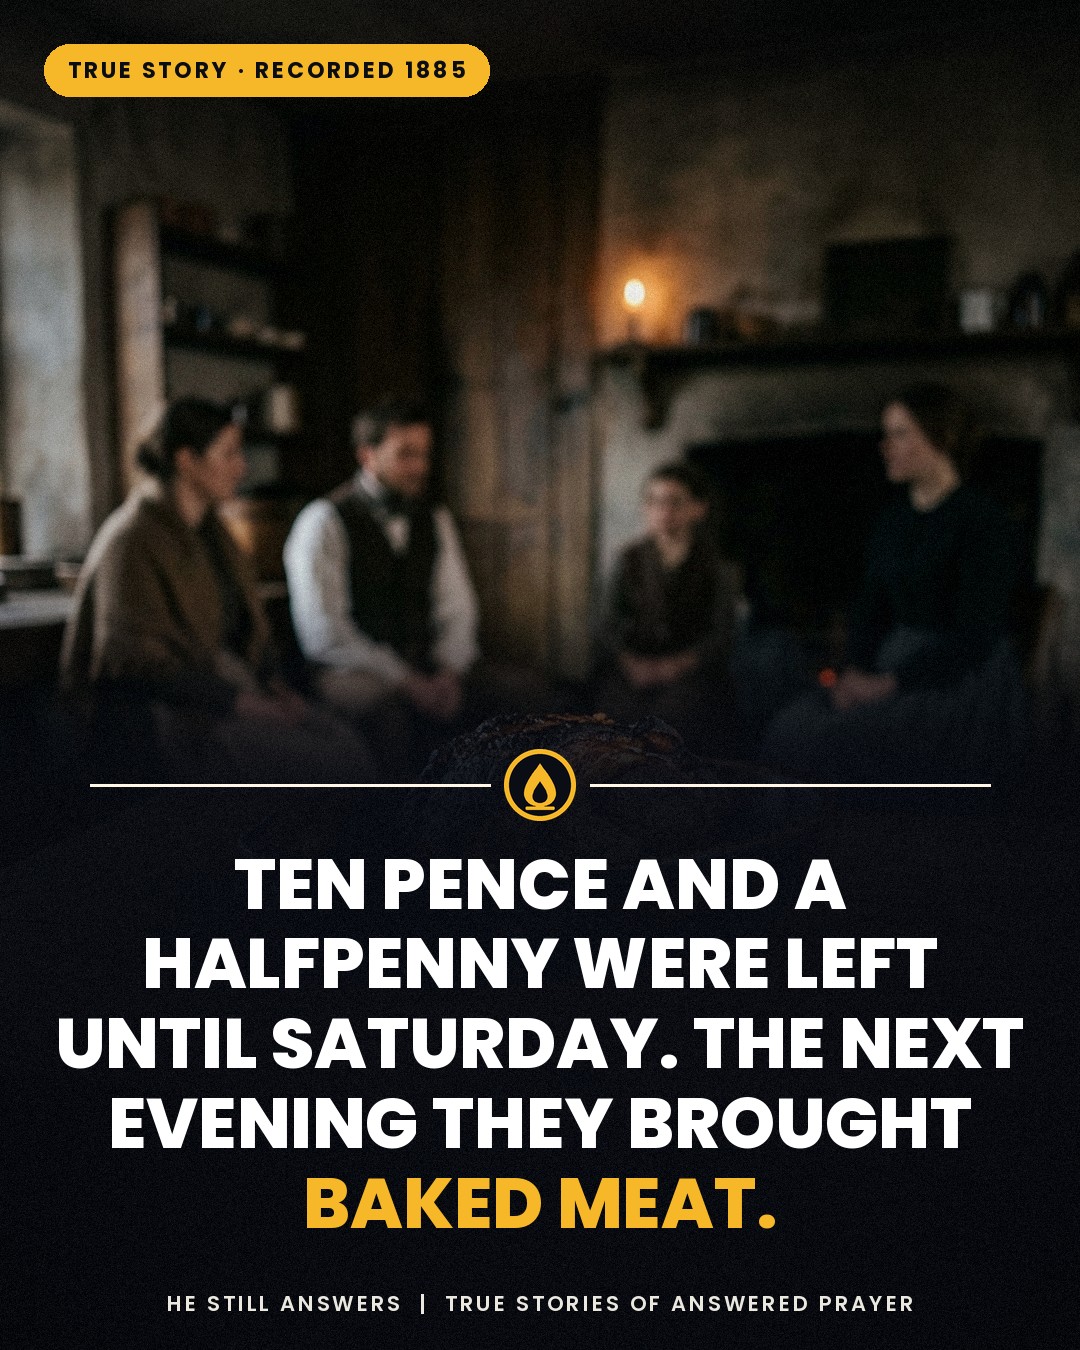 TRUE STORY · RECORDED 1885
TEN PENCE AND A
HALFPENNY WERE LEFT
UNTIL SATURDAY. THE NEXT
EVENING THEY BROUGHT
BAKED MEAT.
HE STILL ANSWERS | TRUE STORIES OF ANSWERED PRAYER